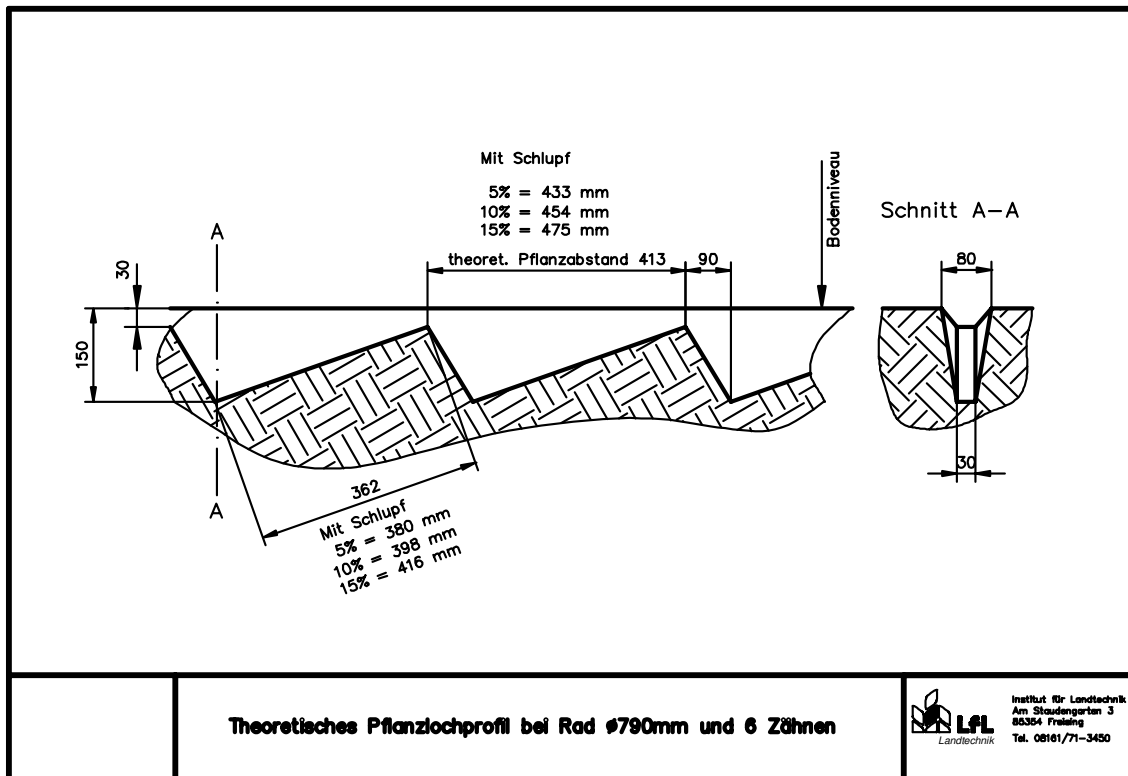 Mit Schlupf
5% = 433 mm
10% = 454 mm
15% = 475 mm
Bodenniveau
Schnitt A-A
A
30
theoret. Pflanzabstand 413
90
80
150
30
362
A
Mit Schlupf
5% = 380 mm
10% = 398 mm
15% = 416 mm
Theoretisches Pflanzlochprofil bei Rad ø790mm und 6 Zähnen
LfL
Landtechnik
Institut für Landtechnik
Am Staudengarten 3
85354 Freising
Tel. 08161/71-3450